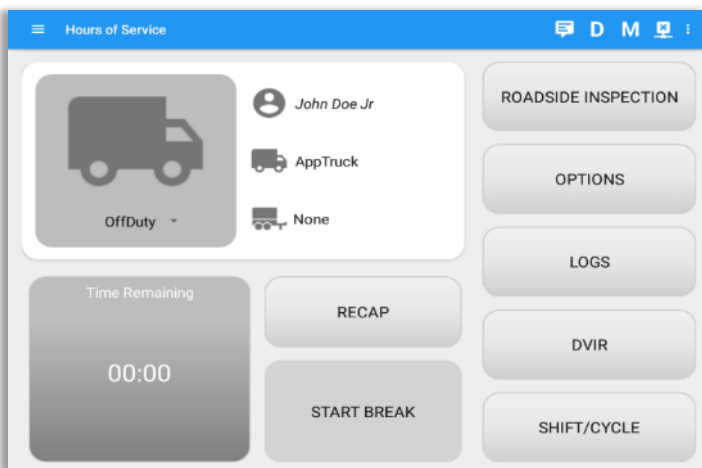 Hours of Service
D M
John Doe Jr
AppTruck
None
OffDuty
ROADSIDE INSPECTION
OPTIONS
LOGS
DVIR
SHIFT/CYCLE
Time Remaining
00:00
RECAP
START BREAK